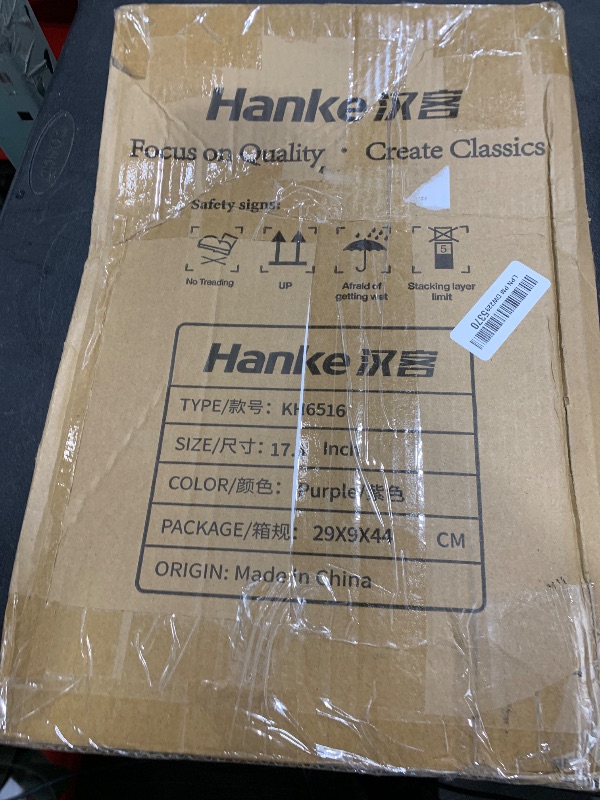 Hanke 汉客
Focus on Quality · Create Classics
Safety signs:
No Treading
UP
Afraid of
getting wet
5
Stacking layer
limit
Hanke 汉客
TYPE/款号: KH6516
SIZE/尺寸: 17. Inch
COLOR/颜色: Purple/紫色
PACKAGE/箱规: 29X9X44 CM
ORIGIN: Made in China